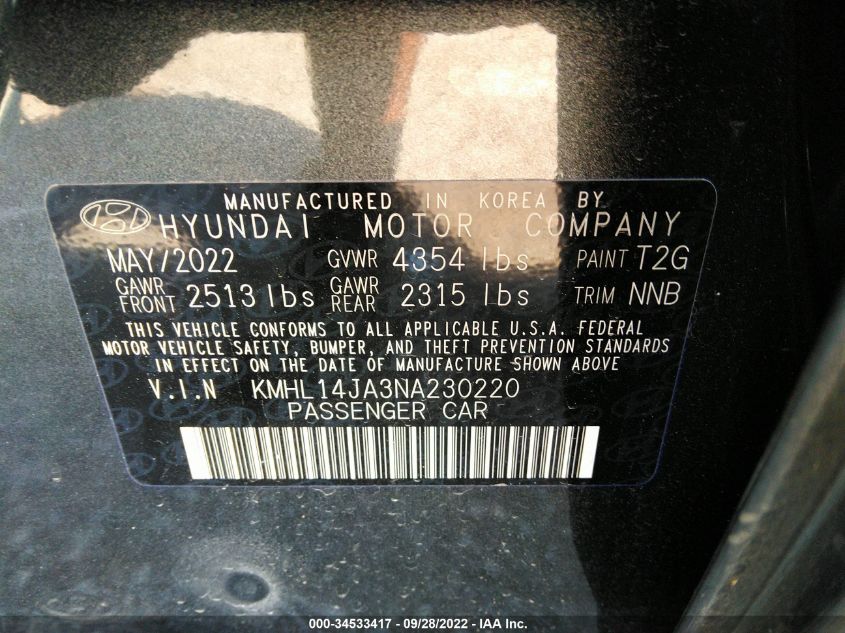 MANUFACTURED IN KOREA BY
HYUNDAI MOTOR COMPANY
MAY/2022 GVWR 4354 lbs PAINT T2G
GAWR FRONT 2513 lbs GAWR REAR 2315 lbs TRIM NNB
THIS VEHICLE CONFORMS TO ALL APPLICABLE U.S.A. FEDERAL
MOTOR VEHICLE SAFETY, BUMPER, AND THEFT PREVENTION STANDARDS
IN EFFECT ON THE DATE OF MANUFACTURE SHOWN ABOVE
V.I.N KMHL14JA3NA230220
PASSENGER CAR
000-34533417 - 09/28/2022 - IAA Inc.